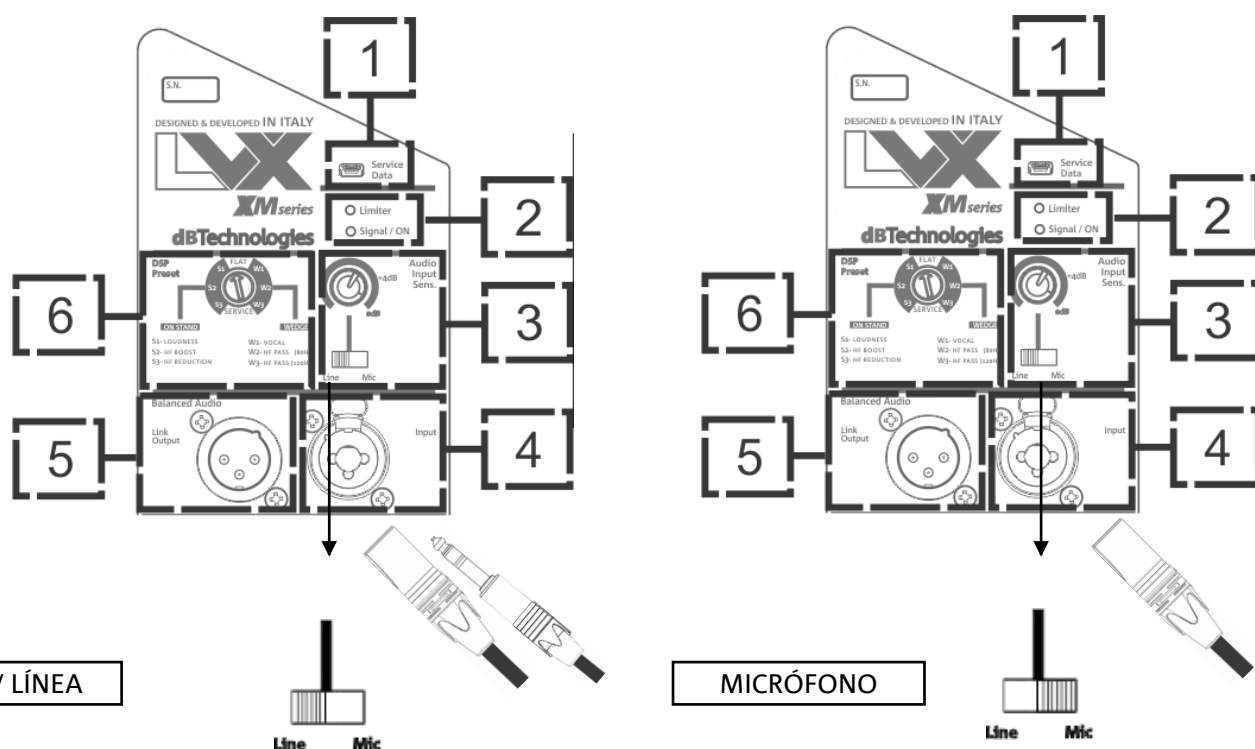 1
S.N.
DESIGNED & DEVELOPED IN ITALY
LVX
Service
Data
XM series
Limiter
Signal / ON
2
dBTechnologies
DSP
Preset
FLAT
S1 W1
S2 W2
S3 W3
SERVICE
ON STAND
WEDGE
S1- LOUDNESS
S2- HF BOOST
S3- HF REDUCTION
W1- VOCAL
W2- HF PASS [80H
W3- HF PASS [120H
+4dB
Audio
Input
Sens.
Line Mic
6
3
Balanced Audio
Link
Output
Input
5
4
/ LÍNEA
Line Mic
1
S.N.
DESIGNED & DEVELOPED IN ITALY
LVX
Service
Data
XM series
Limiter
Signal / ON
2
dBTechnologies
DSP
Preset
FLAT
S1 W1
S2 W2
S3 W3
SERVICE
ON STAND
WEDGE
S1- LOUDNESS
S2- HF BOOST
S3- HF REDUCTION
W1- VOCAL
W2- HF PASS [80H
W3- HF PASS [120H
+4dB
Audio
Input
Sens.
Line Mic
6
3
Balanced Audio
Link
Output
Input
5
4
MICRÓFONO
Line Mic